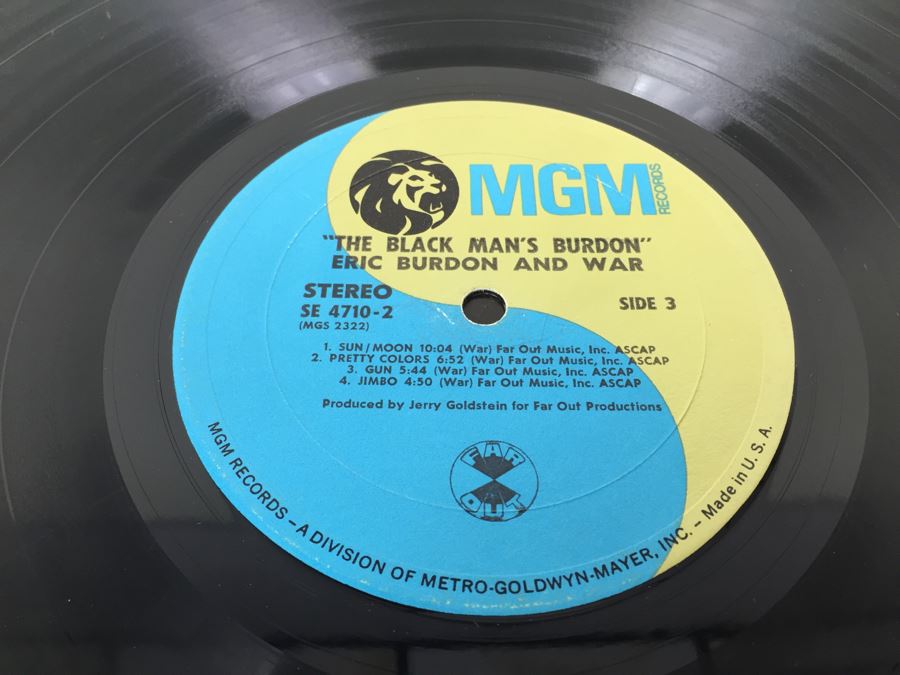 MGM RECORDS
"THE BLACK MAN'S BURDON"
ERIC BURDON AND WAR
STEREO
SE 4710-2
(MGS 2322)
SIDE 3
1. SUN/MOON 10:04 (War) Far Out Music, Inc. ASCAP
2. PRETTY COLORS 6:52 (War) Far Out Music, Inc. ASCAP
3. GUN 5:44 (War) Far Out Music, Inc. ASCAP
4. JIMBO 4:50 (War) Far Out Music, Inc. ASCAP
Produced by Jerry Goldstein for Far Out Productions
FAR
OUT
MGM RECORDS – A DIVISION OF METRO-GOLDWYN-MAYER, INC. – Made in U. S. A.